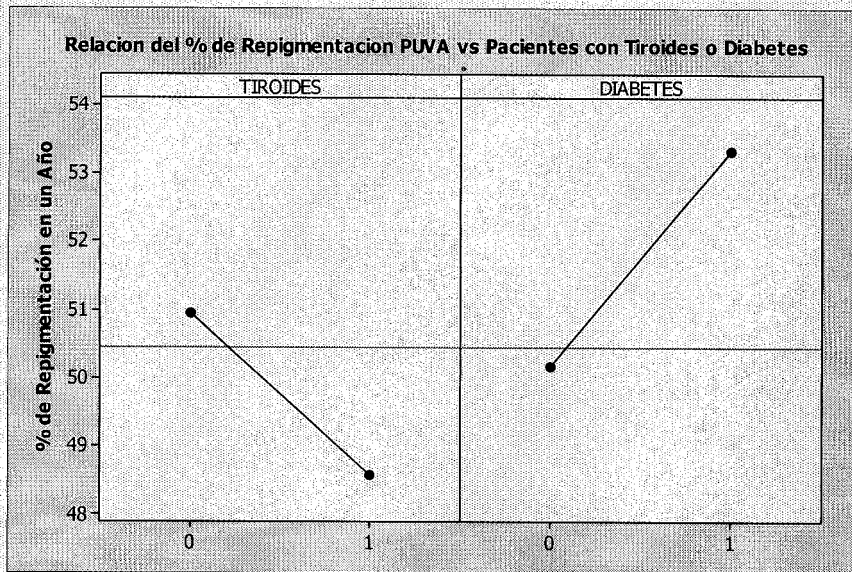 Relacion del % de Repigmentacion PUVA vs Pacientes con Tiroides o Diabetes
TIROIDES
DIABETES
% de Repigmentación en un Año
54
53
52
51
50
49
48
0
1
0
1